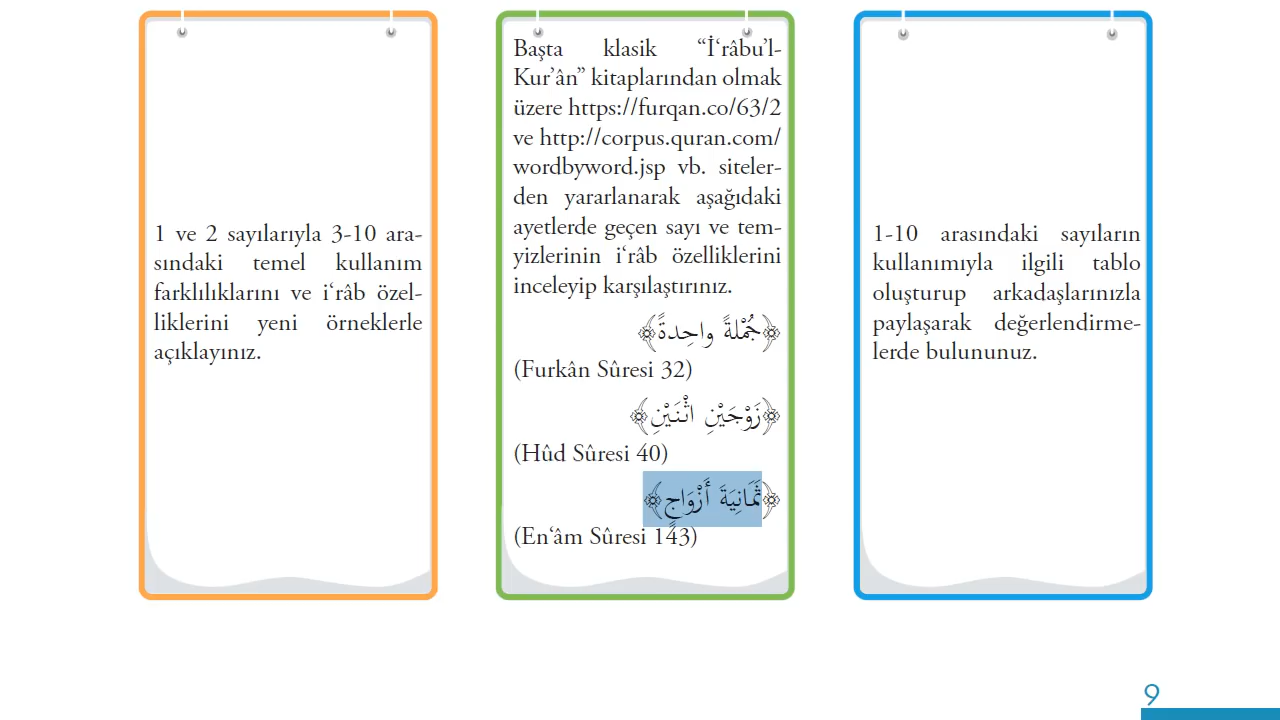 1 ve 2 sayılarıyla 3-10 ara-
sındaki temel kullanım
farklılıklarını ve i‘râb özel-
liklerini yeni örneklerle
açıklayınız.
Başta klasik “İ‘râbu’l-
Kur’ân” kitaplarından olmak
üzere https://furqan.co/63/2
ve http://corpus.quran.com/
wordbyword.jsp vb. siteler-
den yararlanarak aşağıdaki
ayetlerde geçen sayı ve tem-
yizlerinin i‘râb özelliklerini
inceleyip karşılaştırınız.
﴿جُمْلةً واحِدةً﴾
(Furkân Sûresi 32)
﴿زَوْجَيْنِ اثْنَيْنِ﴾
(Hûd Sûresi 40)
﴿ثَمَانِيَةَ أَزْوَاجٍ﴾
(En‘âm Sûresi 143)
1-10 arasındaki sayıların
kullanımıyla ilgili tablo
oluşturup arkadaşlarınızla
paylaşarak değerlendirme-
lerde bulununuz.
9